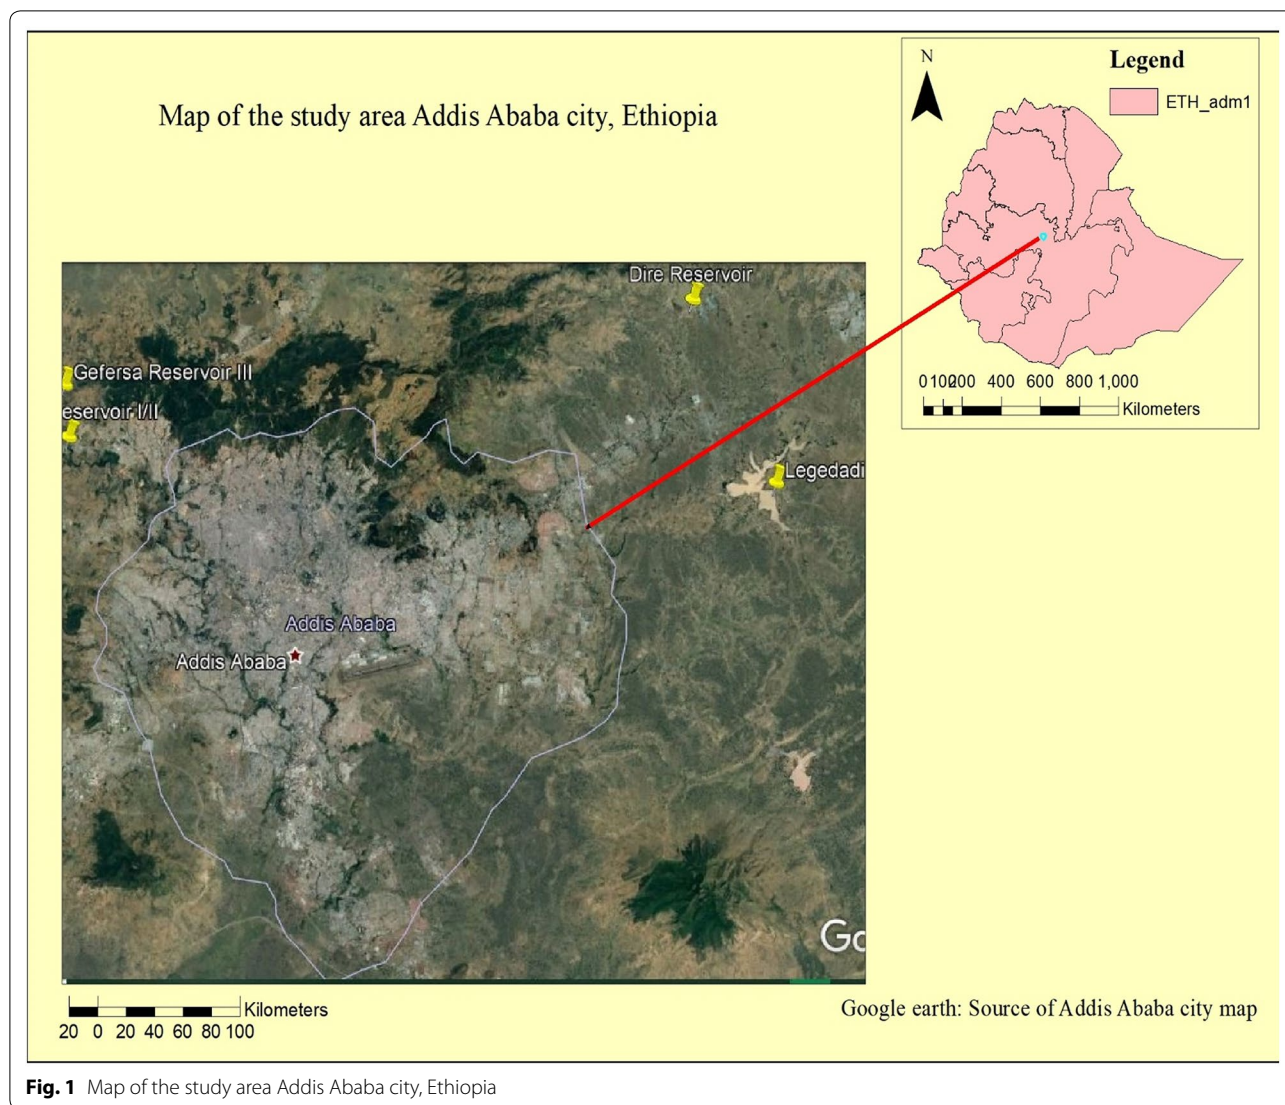 Map of the study area Addis Ababa city, Ethiopia
N
Legend
ETH_adm1
0 100200 400 600 800 1,000
Kilometers
Dire Reservoir
Gefersa Reservoir III
eservoir I/II
Legedadi
Addis Ababa
Addis Ababa
Go
Kilometers
20 0 20 40 60 80 100
Google earth: Source of Addis Ababa city map
Fig. 1 Map of the study area Addis Ababa city, Ethiopia